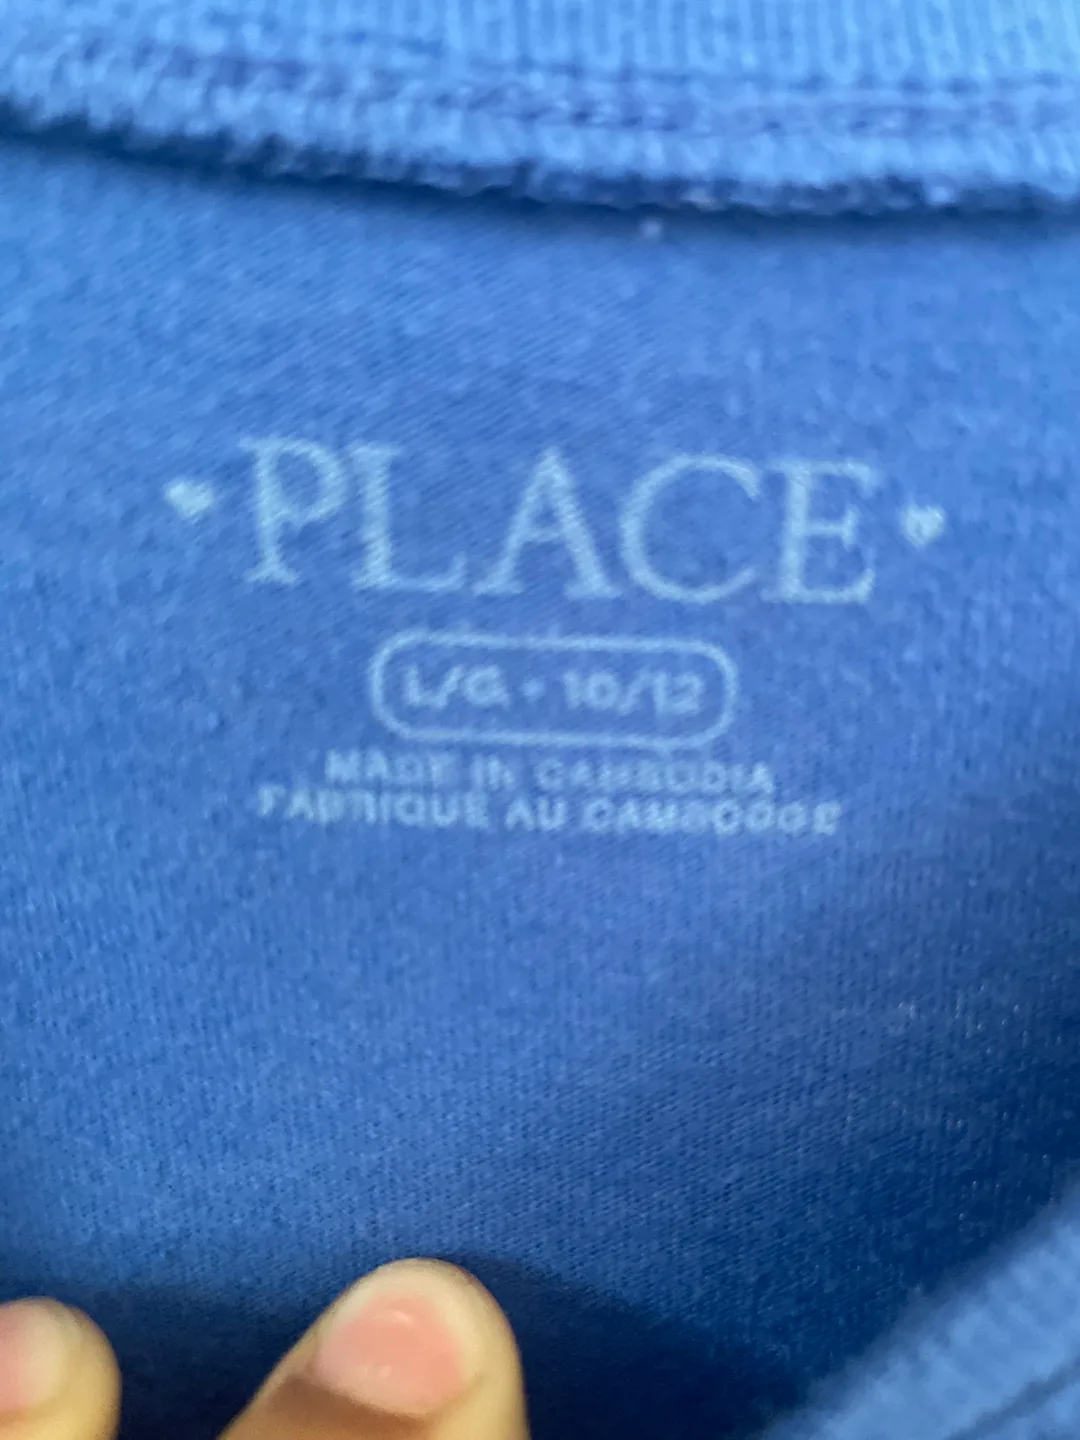 PLACE
L/G • 10/12
MADE IN CAMBODIA
FABRIQUÉ AU CAMBODGE